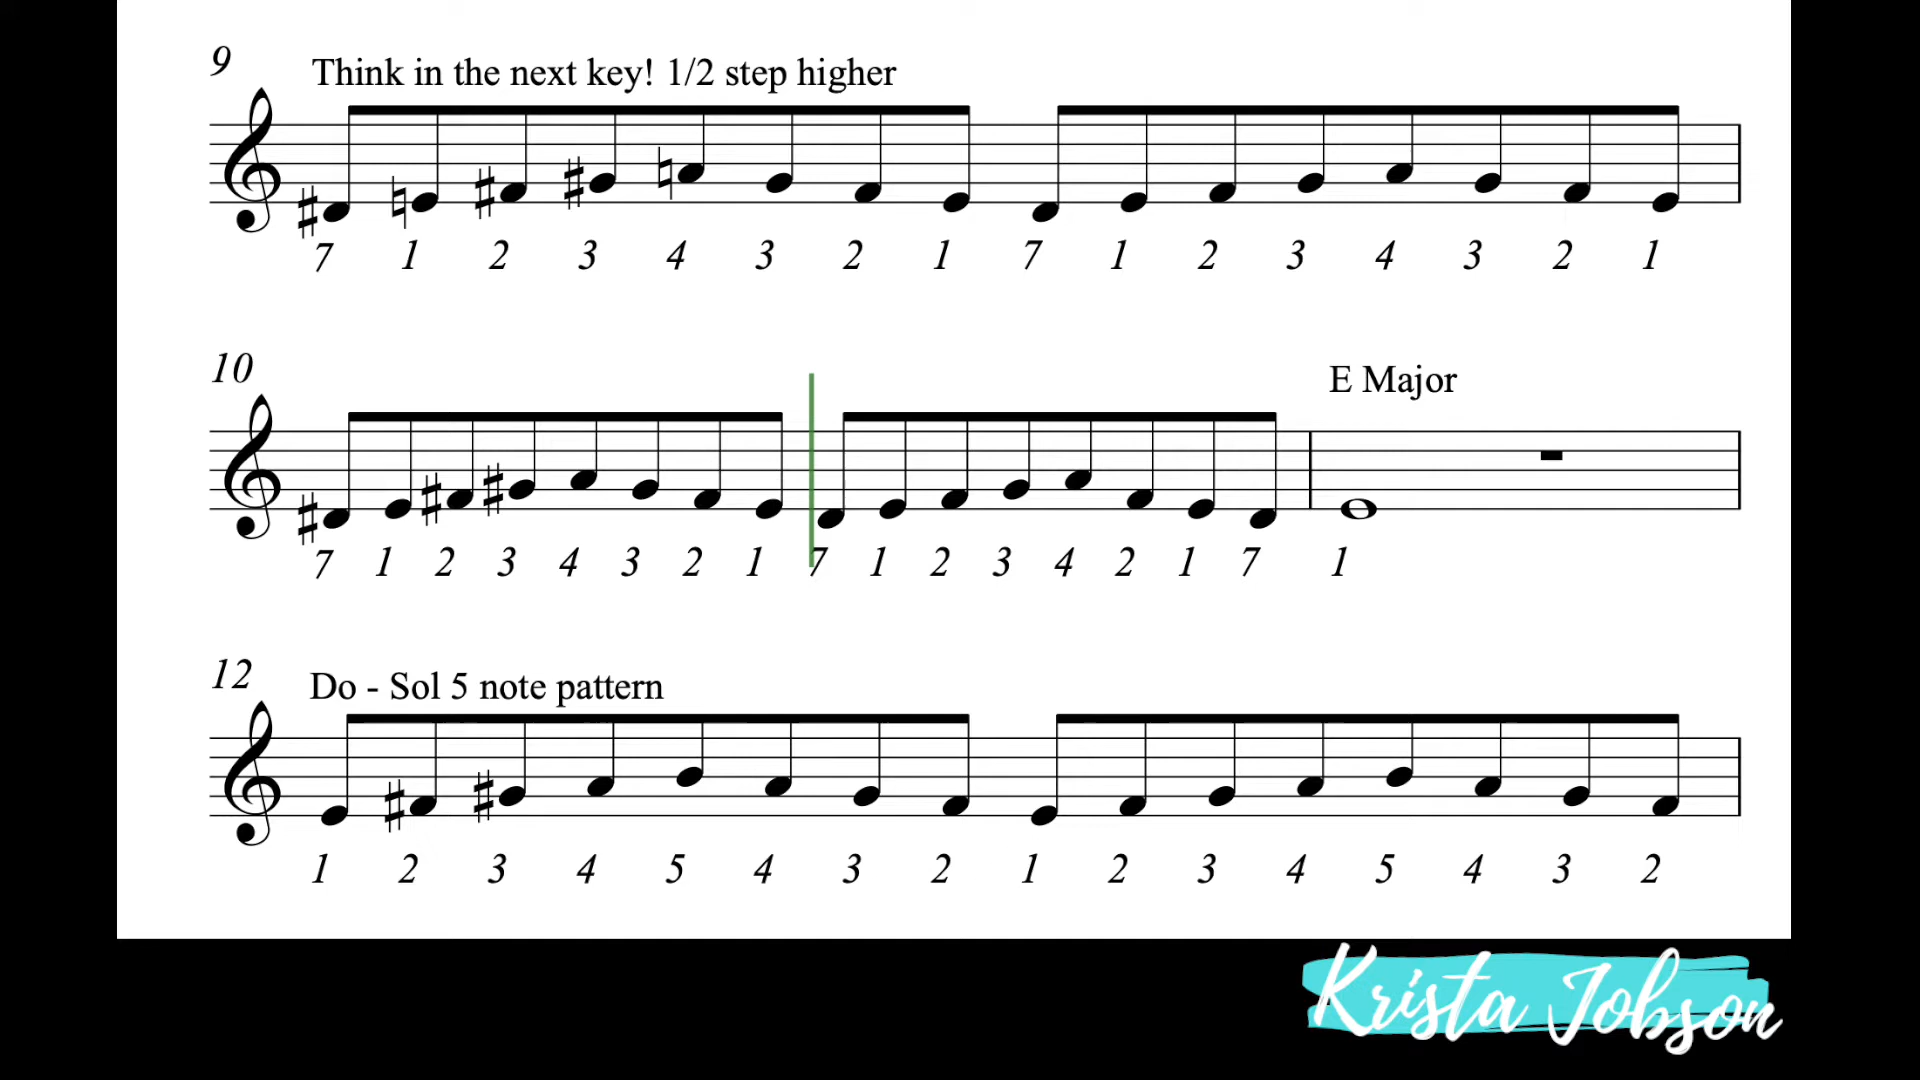 9 Think in the next key! 1/2 step higher
7 1 2 3 4 3 2 1 7 1 2 3 4 3 2 1
10 E Major
7 1 2 3 4 3 2 1 7 1 2 3 4 2 1 7 1
12 Do - Sol 5 note pattern
1 2 3 4 5 4 3 2 1 2 3 4 5 4 3 2
Krista Jobson